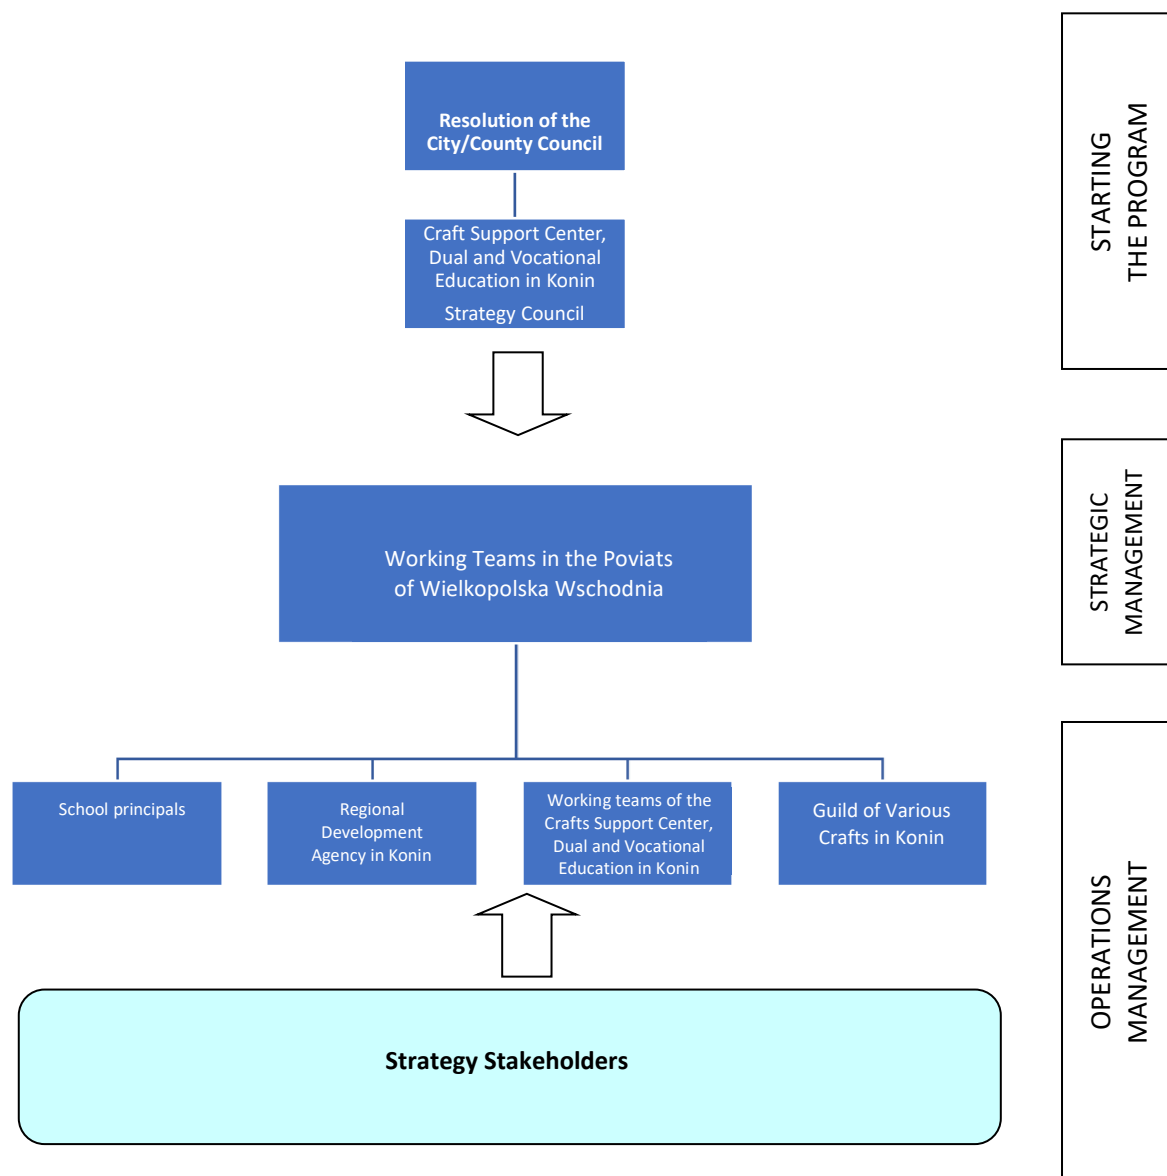 Resolution of the
City/County Council
STARTING
THE PROGRAM
Craft Support Center,
Dual and Vocational
Education in Konin
Strategy Council
Working Teams in the Poviats
of Wielkopolska Wschodnia
STRATEGIC
MANAGEMENT
School principals
Regional
Development
Agency in Konin
Working teams of the
Crafts Support Center,
Dual and Vocational
Education in Konin
Guild of Various
Crafts in Konin
OPERATIONS
MANAGEMENT
Strategy Stakeholders